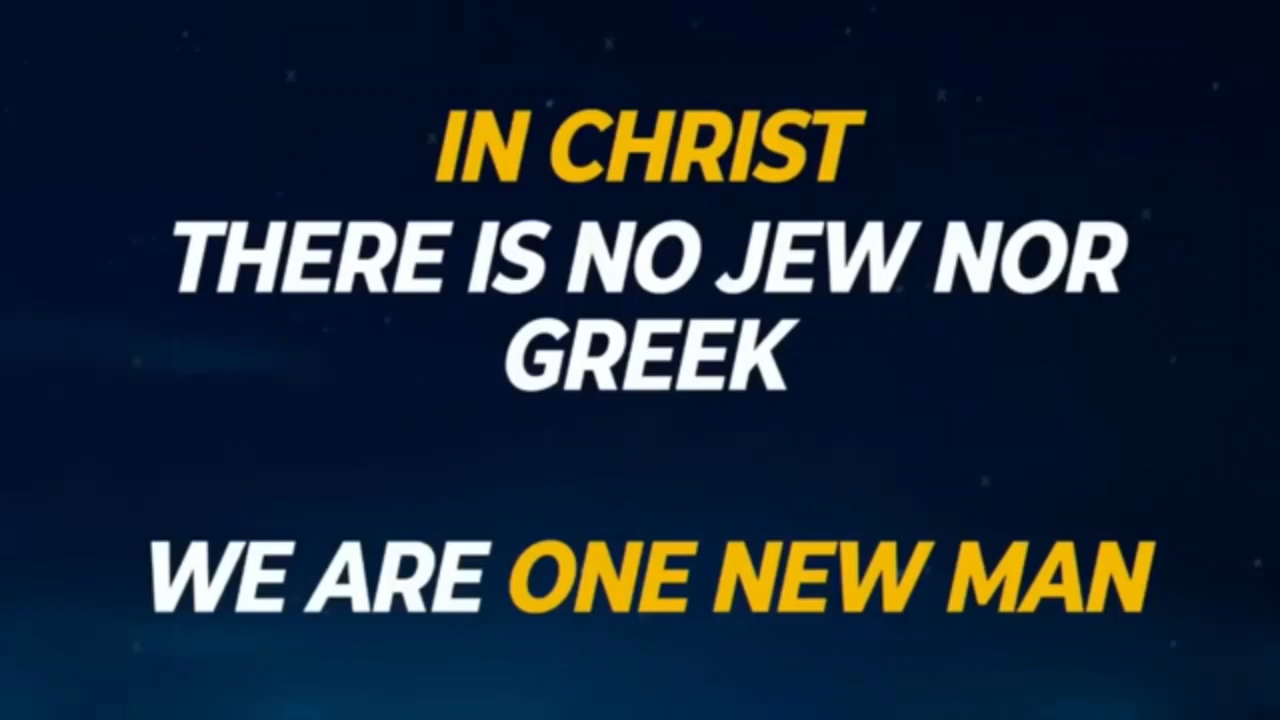 IN CHRIST
THERE IS NO JEW NOR
GREEK
WE ARE ONE NEW MAN